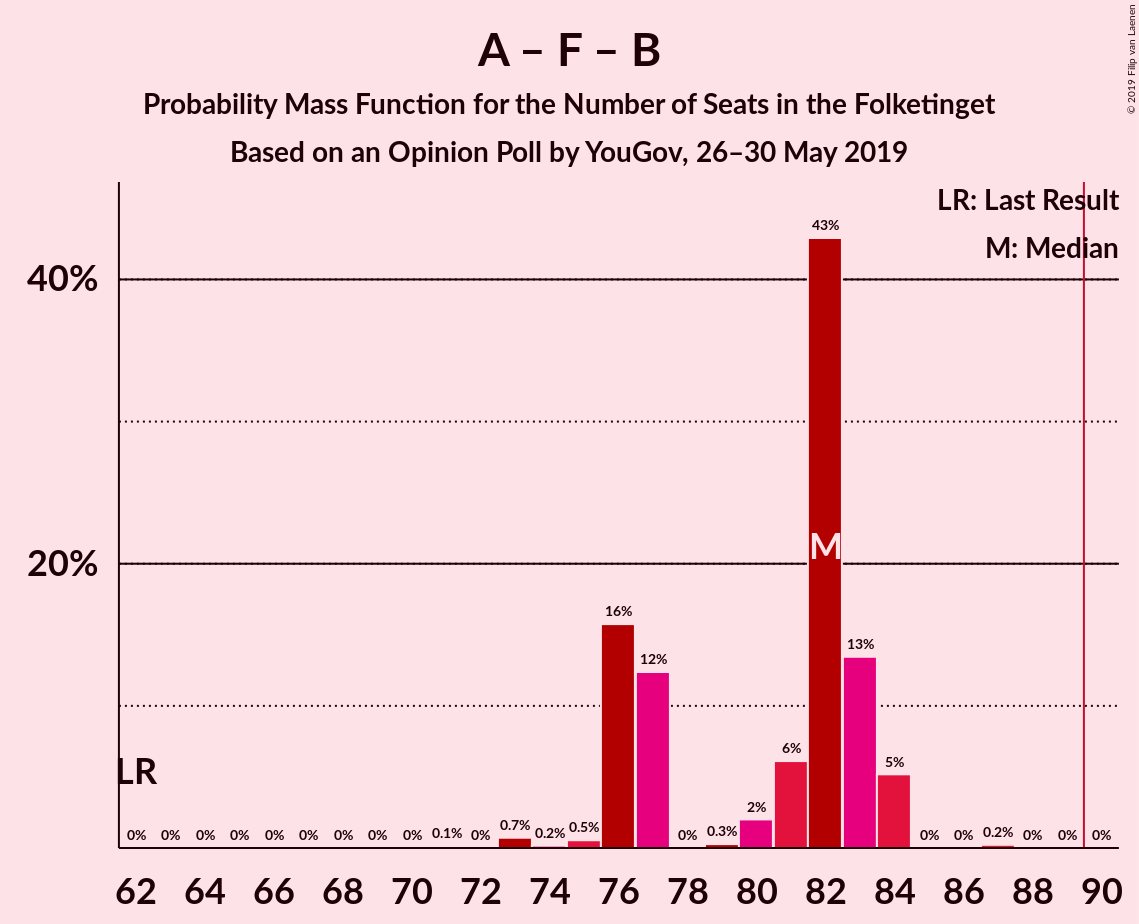 A – F – B
Probability Mass Function for the Number of Seats in the Folketinget
Based on an Opinion Poll by YouGov, 26–30 May 2019
© 2019 Filip van Laenen
LR: Last Result
M: Median
43%
40%
M
20%
16%
13%
12%
LR
6%
5%
2%
0% 0% 0% 0% 0% 0% 0% 0% 0% 0.1% 0% 0.7% 0.2% 0.5% 0% 0.3% 0% 0% 0.2% 0% 0% 0%
62 64 66 68 70 72 74 76 78 80 82 84 86 88 90